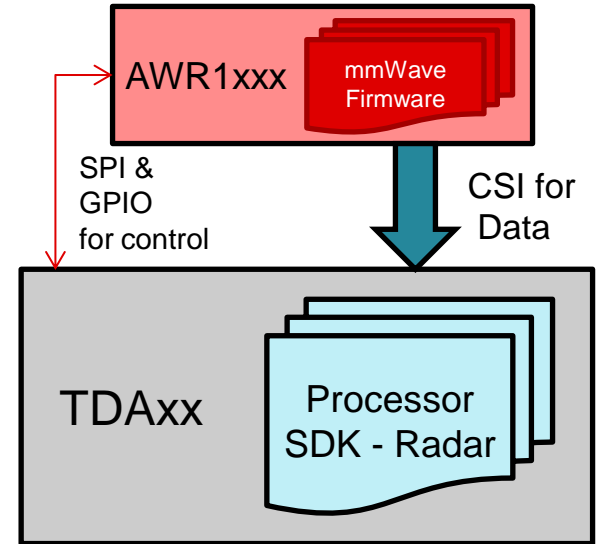 AWR1xxx
mmWave
Firmware
SPI &
GPIO
for control
CSI for
Data
TDAxx
Processor
SDK - Radar